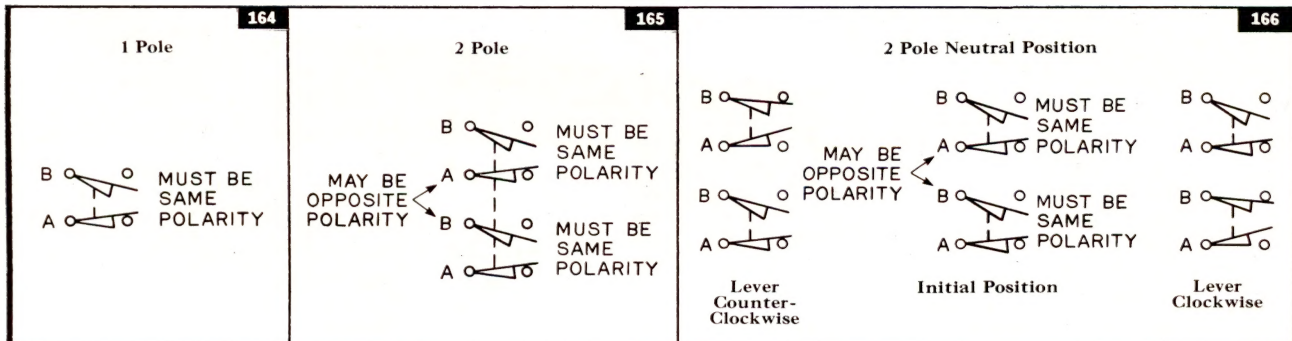 164
1 Pole
B
A
MUST BE
SAME
POLARITY
165
2 Pole
B
A
MUST BE
SAME
POLARITY
MAY BE
OPPOSITE
POLARITY
B
A
MUST BE
SAME
POLARITY
166
2 Pole Neutral Position
B
A
B
A
Lever
Counter-
Clockwise
MAY BE
OPPOSITE
POLARITY
B
A
MUST BE
SAME
POLARITY
B
A
MUST BE
SAME
POLARITY
Initial Position
B
A
B
A
Lever
Clockwise